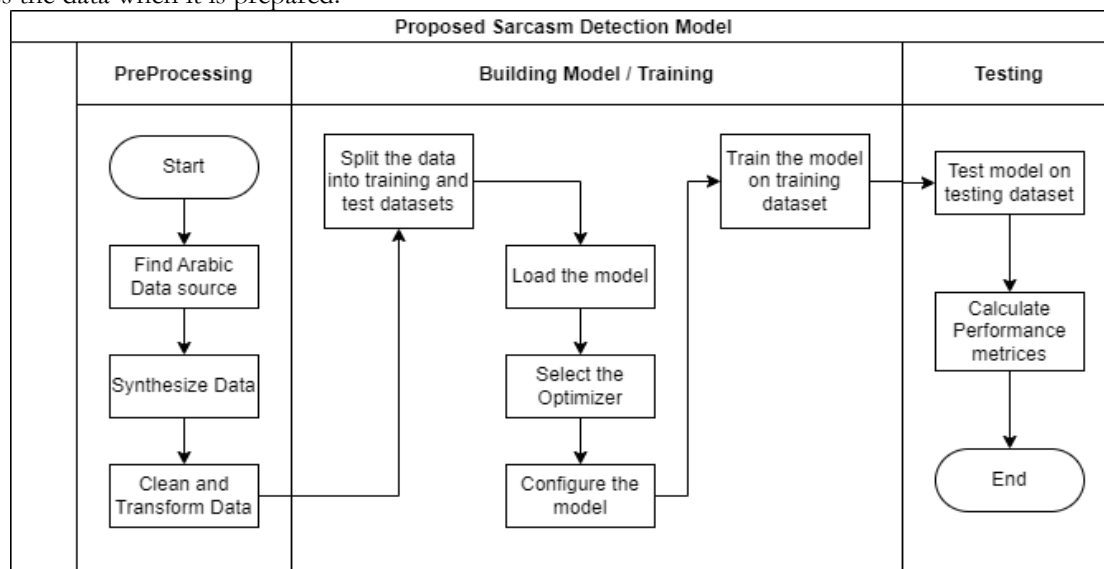 s the data when it is prepared.
Proposed Sarcasm Detection Model
PreProcessing
Building Model / Training
Testing
Start
Find Arabic
Data source
Synthesize Data
Clean and
Transform Data
Split the data
into training and
test datasets
Load the model
Select the
Optimizer
Configure the
model
Train the model
on training
dataset
Test model on
testing dataset
Calculate
Performance
metrices
End